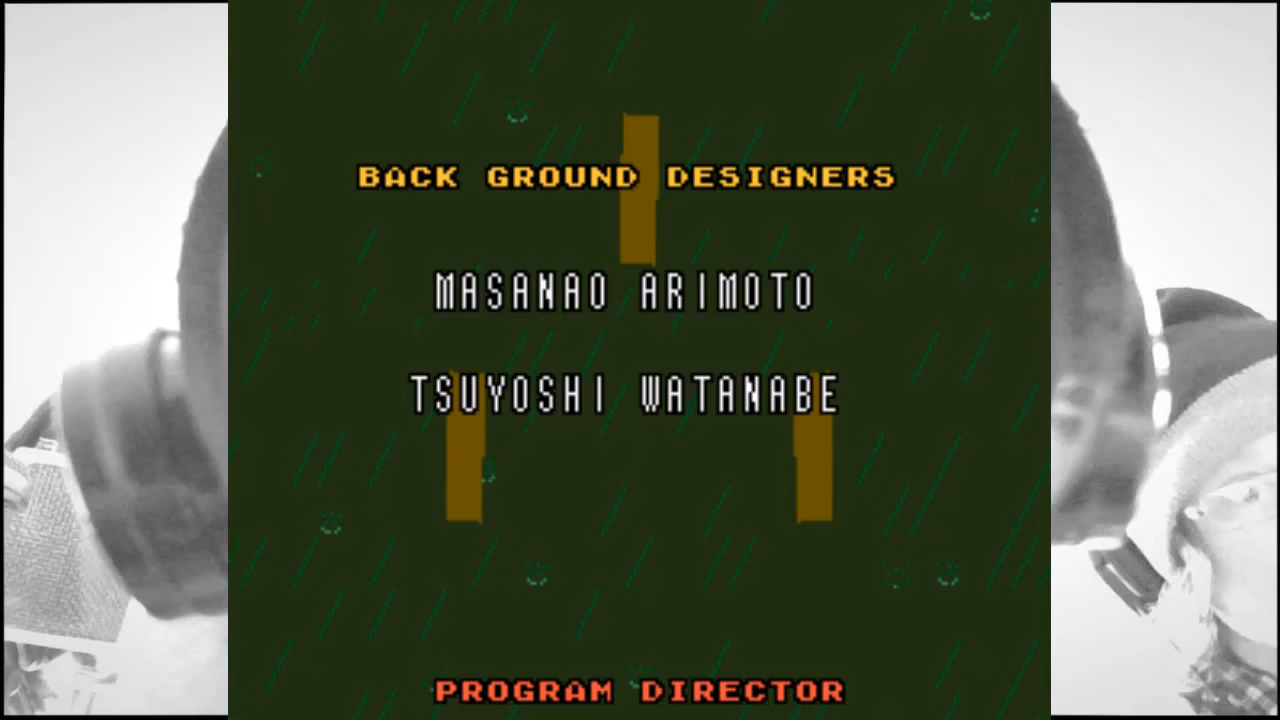 BACK GROUND DESIGNERS
MASANAO ARIMOTO
TSUYOSHI WATANABE
PROGRAM DIRECTOR